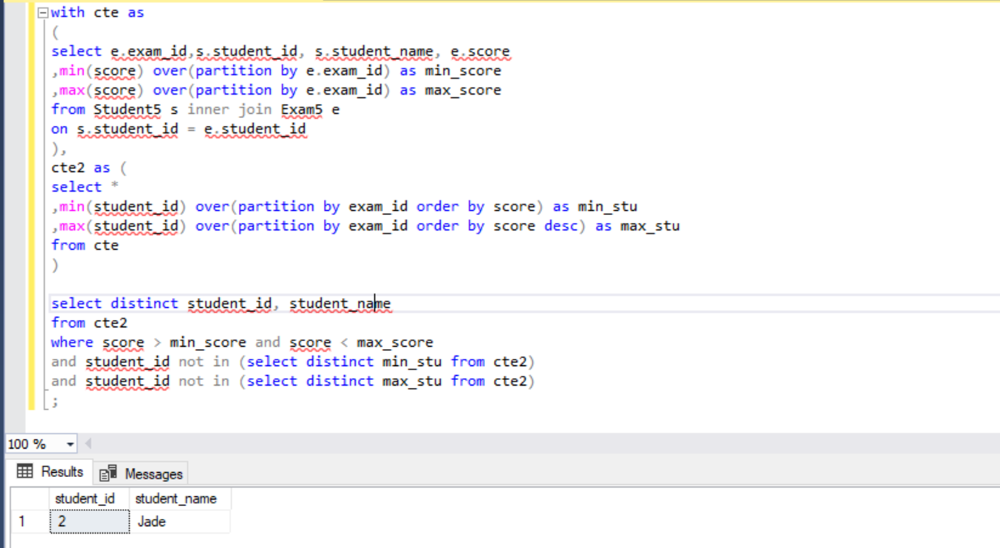 with cte as
(
select e.exam_id,s.student_id, s.student_name, e.score
,min(score) over(partition by e.exam_id) as min_score
,max(score) over(partition by e.exam_id) as max_score
from Student5 s inner join Exam5 e
on s.student_id = e.student_id
),
cte2 as (
select *
,min(student_id) over(partition by exam_id order by score) as min_stu
,max(student_id) over(partition by exam_id order by score desc) as max_stu
from cte
)
select distinct student_id, student_name
from cte2
where score > min_score and score < max_score
and student_id not in (select distinct min_stu from cte2)
and student_id not in (select distinct max_stu from cte2)
;
100 %
Results Messages
student_id student_name
1 2 Jade